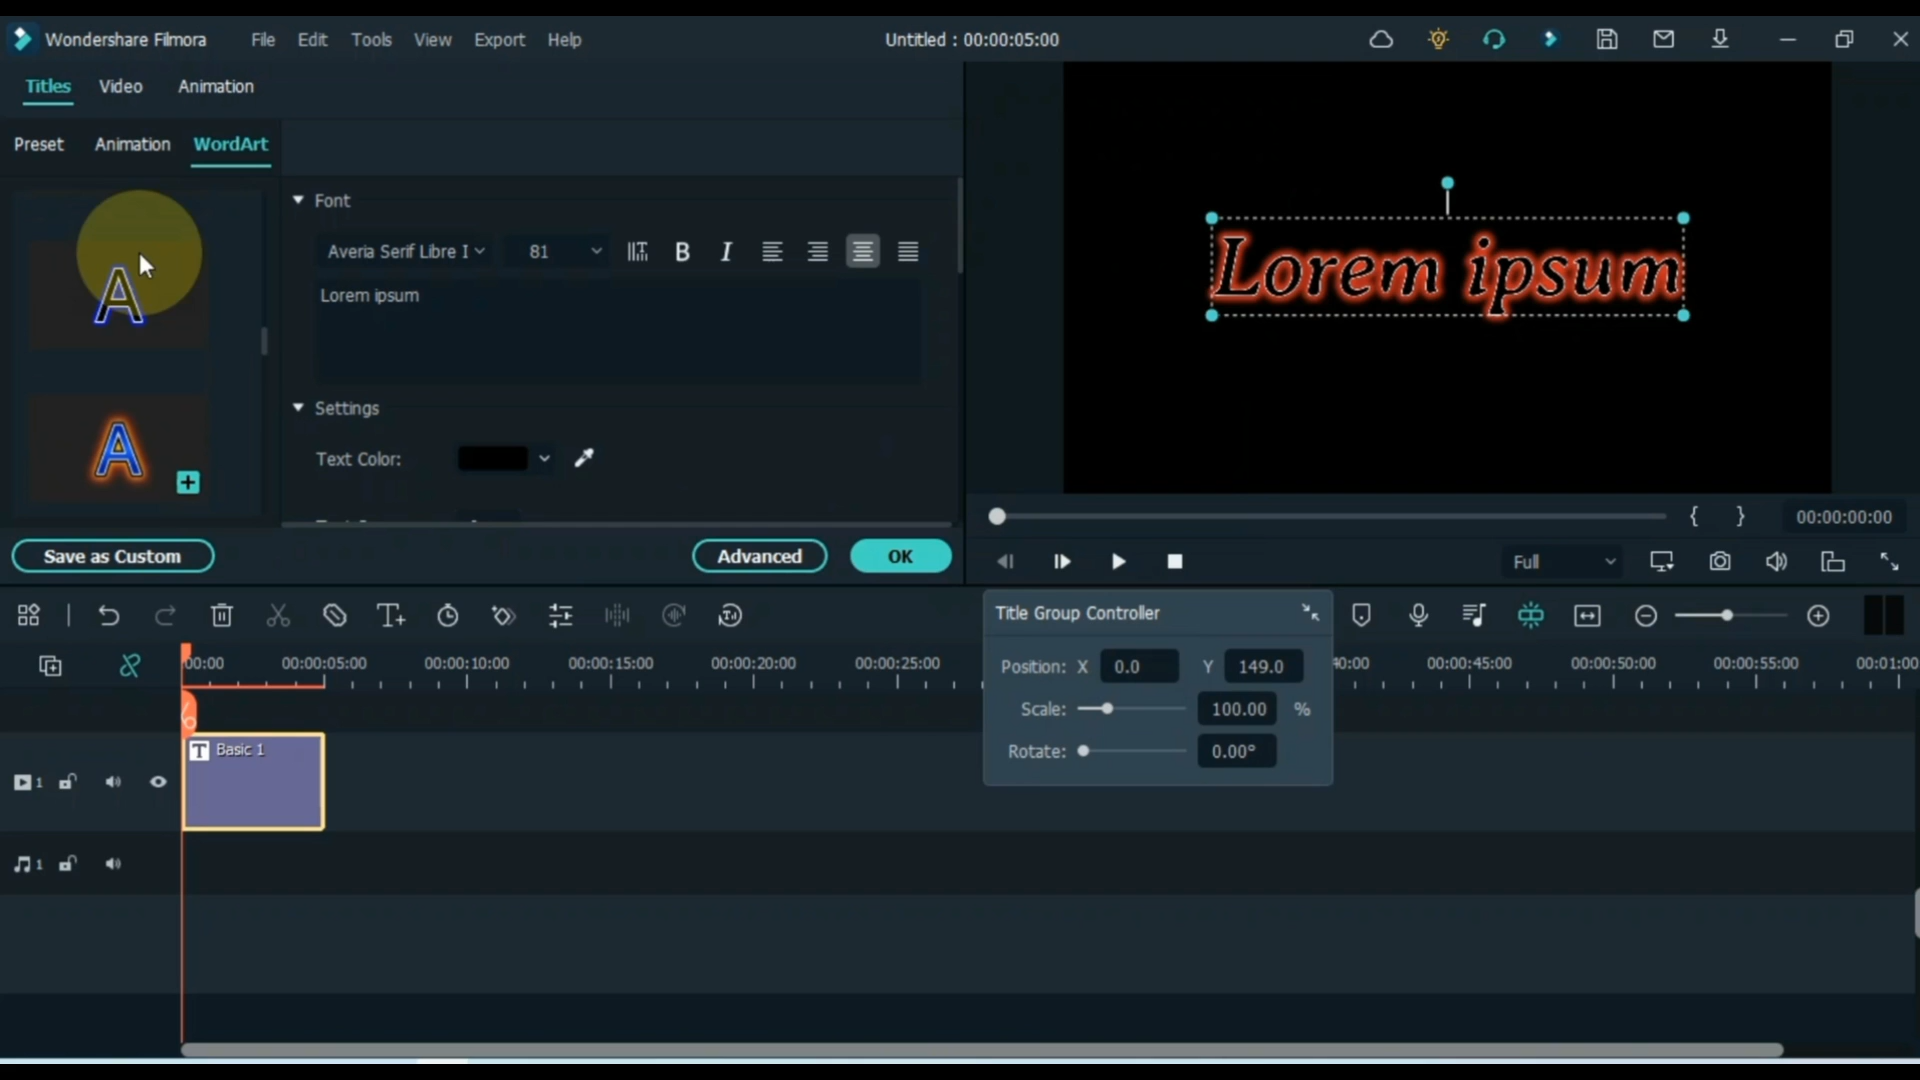 Wondershare Filmora File Edit Tools View Export Help Untitled : 00:00:05:00
Titles Video Animation
Preset Animation WordArt
Font
Averia Serif Libre I 81 B I
Lorem ipsum
Settings
Text Color:
A
A
Save as Custom Advanced OK
Lorem ipsum
{ } 00:00:00:00
Full
Title Group Controller
Position: X 0.0 Y 149.0
Scale: 100.00 %
Rotate: 0.00°
00:00 00:00:05:00 00:00:10:00 00:00:15:00 00:00:20:00 00:00:25:00 40:00 00:00:45:00 00:00:50:00 00:00:55:00 00:01:00
T Basic 1
1
1